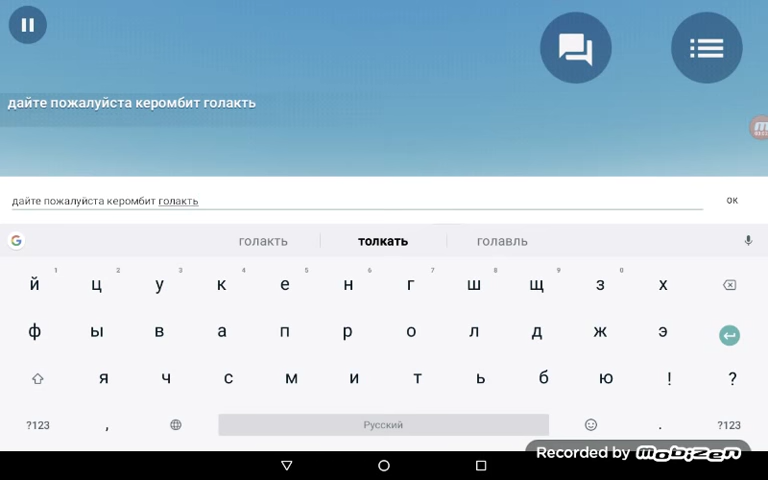 дайте пожалуйста керомбит голакть
дайте пожалуйста керомбит голакть
ок
голакть толкать голавль
1 2 3 4 5 6 7 8 9 0
й ц у к е н г ш щ з х
ф ы в а п р о л д ж э
я ч с м и т ь б ю ! ?
?123 , Русский . ?123
Recorded by mobizen